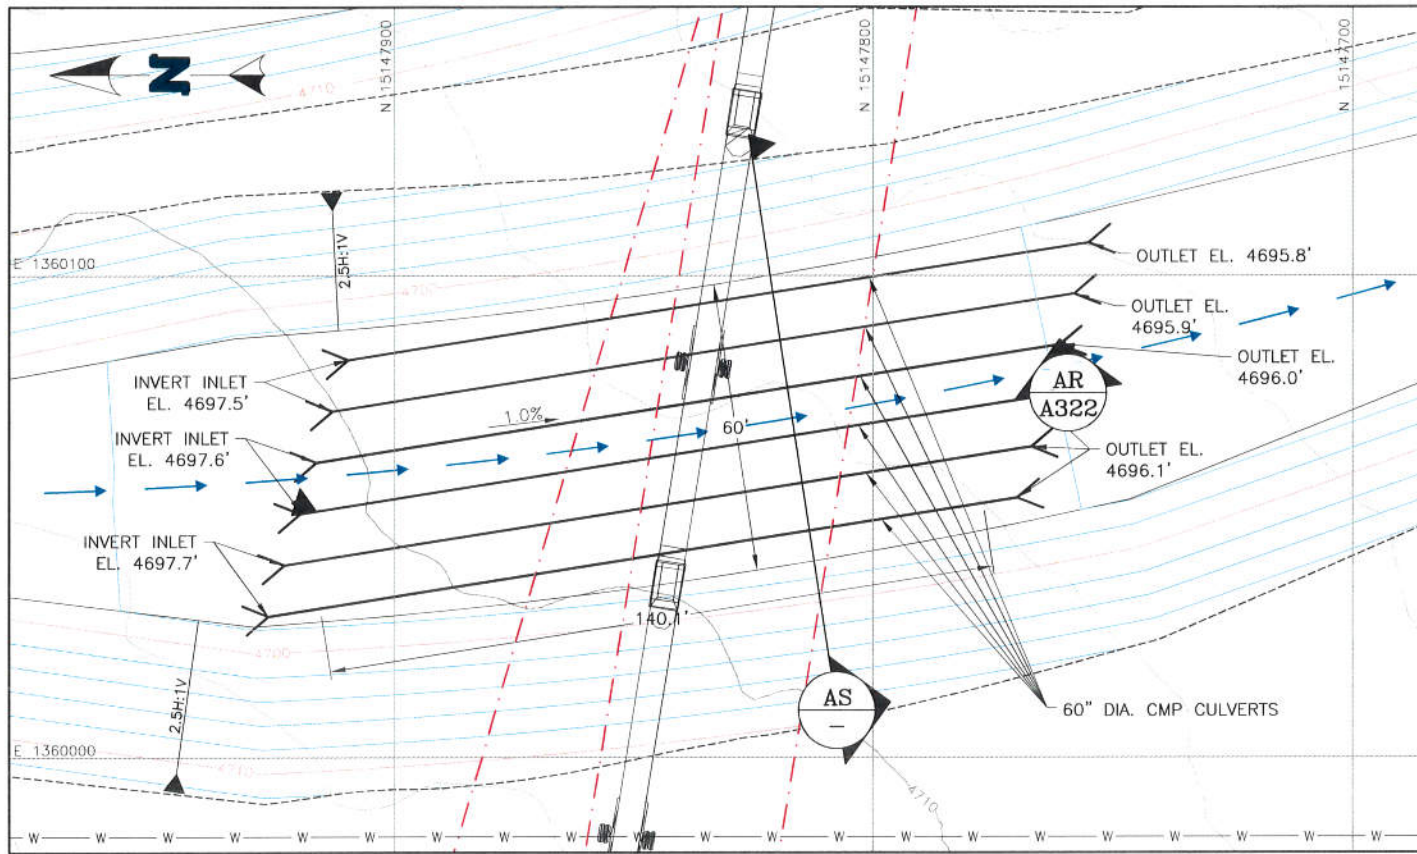 N
4710
N 15147900
N 15147800
N 15147700
E 1360100
2.5H:1V
4700
OUTLET EL. 4695.8'
OUTLET EL.
4695.9'
OUTLET EL.
4696.0'
AR
A322
INVERT INLET
EL. 4697.5'
1.0%
60'
INVERT INLET
EL. 4697.6'
OUTLET EL.
4696.1'
INVERT INLET
EL. 4697.7'
140.1'
4700
2.5H:1V
AS
–
60" DIA. CMP CULVERTS
E 1360000
4710
4710
W W W W W W W W W W W W W W W W W W W W W